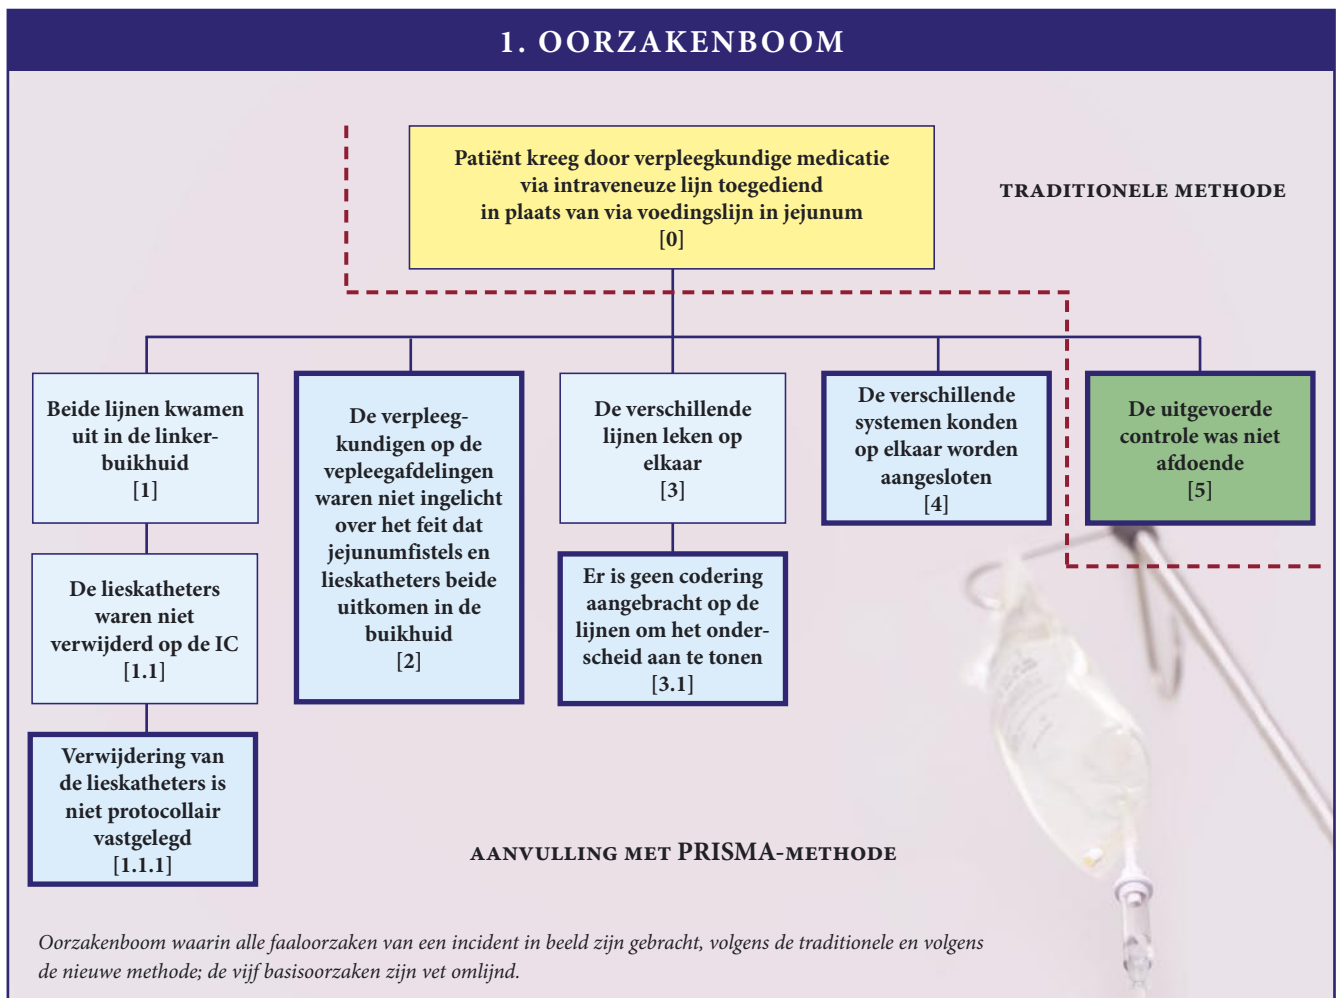 1. OORZAKENBOOM
Patiënt kreeg door verpleegkundige medicatie
via intraveneuze lijn toegediend
in plaats van via voedingslijn in jejunum
[0]
TRADITIONELE METHODE
Beide lijnen kwamen
uit in de linker-
buikhuid
[1]
De verpleeg-
kundigen op de
vepleegafdelingen
waren niet ingelicht
over het feit dat
jejunumfistels en
lieskatheters beide
uitkomen in de
buikhuid
[2]
De verschillende
lijnen leken op
elkaar
[3]
De verschillende
systemen konden
op elkaar worden
aangesloten
[4]
De uitgevoerde
controle was niet
afdoende
[5]
De lieskatheters
waren niet
verwijderd op de IC
[1.1]
Er is geen codering
aangebracht op de
lijnen om het onder-
scheid aan te tonen
[3.1]
Verwijdering van
de lieskatheters is
niet protocollair
vastgelegd
[1.1.1]
AANVULLING MET PRISMA-METHODE
Oorzakenboom waarin alle faaloorzaken van een incident in beeld zijn gebracht, volgens de traditionele en volgens
de nieuwe methode; de vijf basisoorzaken zijn vet omlijnd.